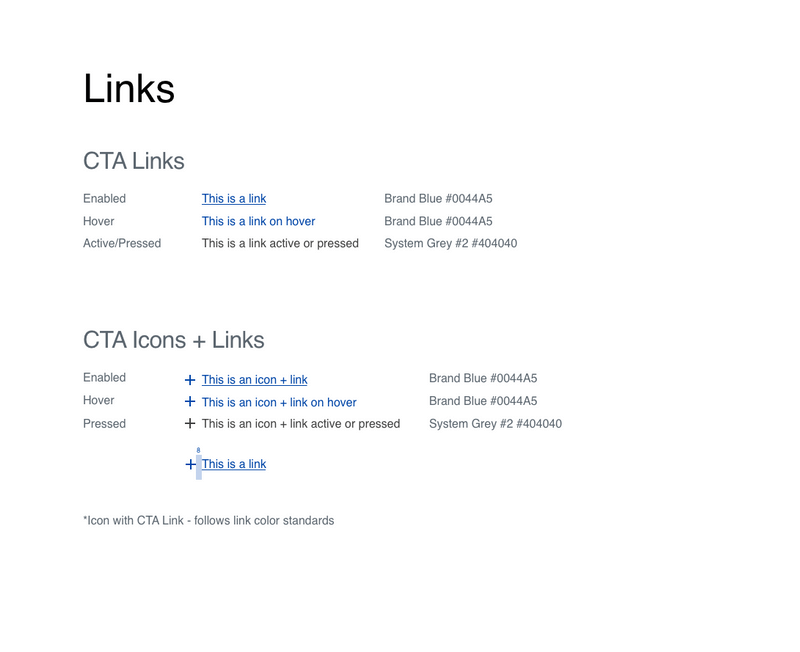 Links
CTA Links
Enabled This is a link Brand Blue #0044A5
Hover This is a link on hover Brand Blue #0044A5
Active/Pressed This is a link active or pressed System Grey #2 #404040
CTA Icons + Links
Enabled + This is an icon + link Brand Blue #0044A5
Hover + This is an icon + link on hover Brand Blue #0044A5
Pressed + This is an icon + link active or pressed System Grey #2 #404040
8
+ This is a link
*Icon with CTA Link - follows link color standards